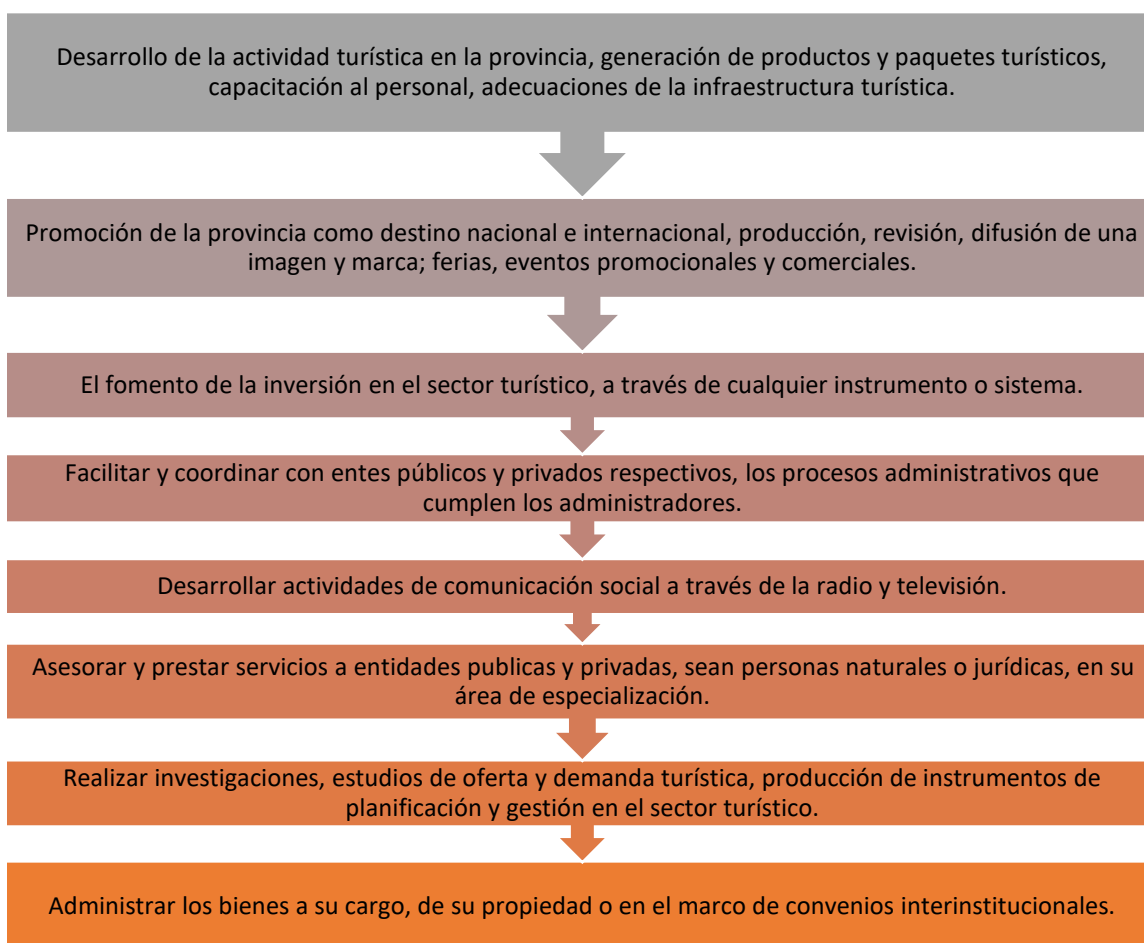 Desarrollo de la actividad turística en la provincia, generación de productos y paquetes turísticos,
capacitación al personal, adecuaciones de la infraestructura turística.
Promoción de la provincia como destino nacional e internacional, producción, revisión, difusión de una
imagen y marca; ferias, eventos promocionales y comerciales.
El fomento de la inversión en el sector turístico, a través de cualquier instrumento o sistema.
Facilitar y coordinar con entes públicos y privados respectivos, los procesos administrativos que
cumplen los administradores.
Desarrollar actividades de comunicación social a través de la radio y televisión.
Asesorar y prestar servicios a entidades publicas y privadas, sean personas naturales o jurídicas, en su
área de especialización.
Realizar investigaciones, estudios de oferta y demanda turística, producción de instrumentos de
planificación y gestión en el sector turístico.
Administrar los bienes a su cargo, de su propiedad o en el marco de convenios interinstitucionales.